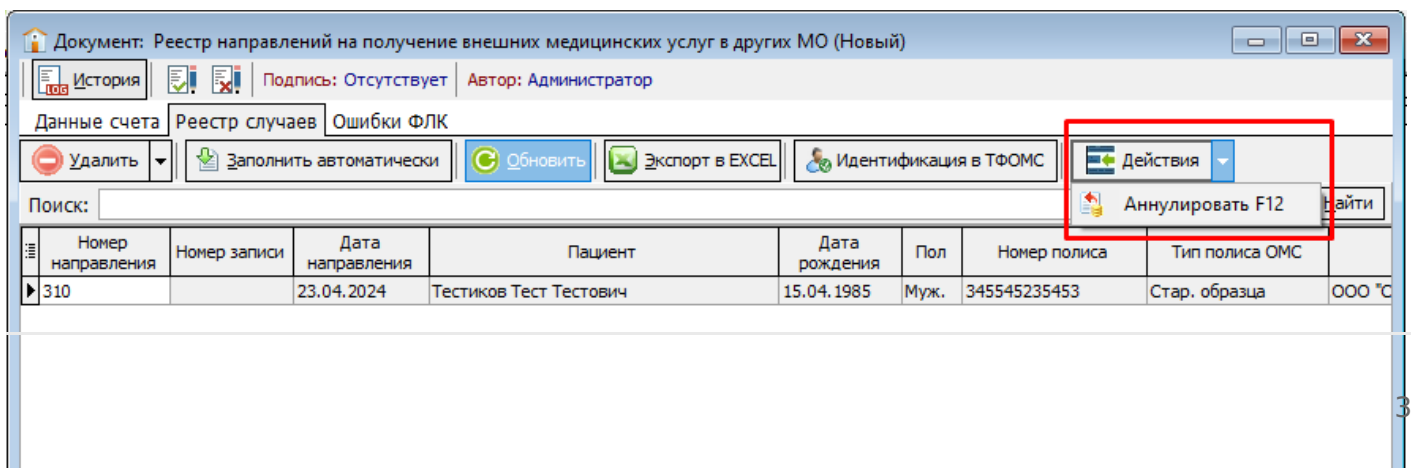 Документ: Реестр направлений на получение внешних медицинских услуг в других МО (Новый)
LOG История Подпись: Отсутствует Автор: Администратор
Данные счета Реестр случаев Ошибки ФЛК
Удалить Заполнить автоматически Обновить Экспорт в EXCEL Идентификация в ТФОМС Действия
Поиск: Аннулировать F12 Найти
Номер направления Номер записи Дата направления Пациент Дата рождения Пол Номер полиса Тип полиса ОМС
310 23.04.2024 Тестиков Тест Тестович 15.04.1985 Муж. 345545235453 Стар. образца ООО "С
3